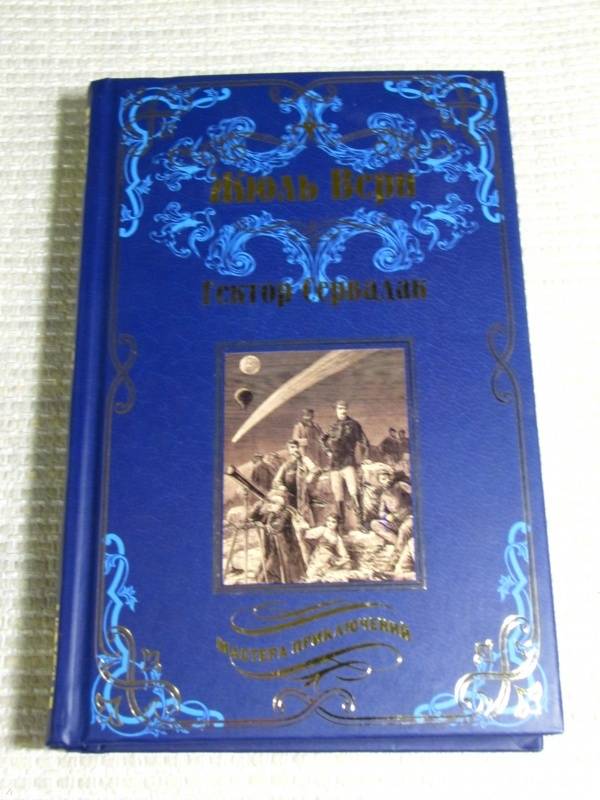 Жюль Верн
Гектор Сервадак
МАСТЕРА ПРИКЛЮЧЕНИЙ